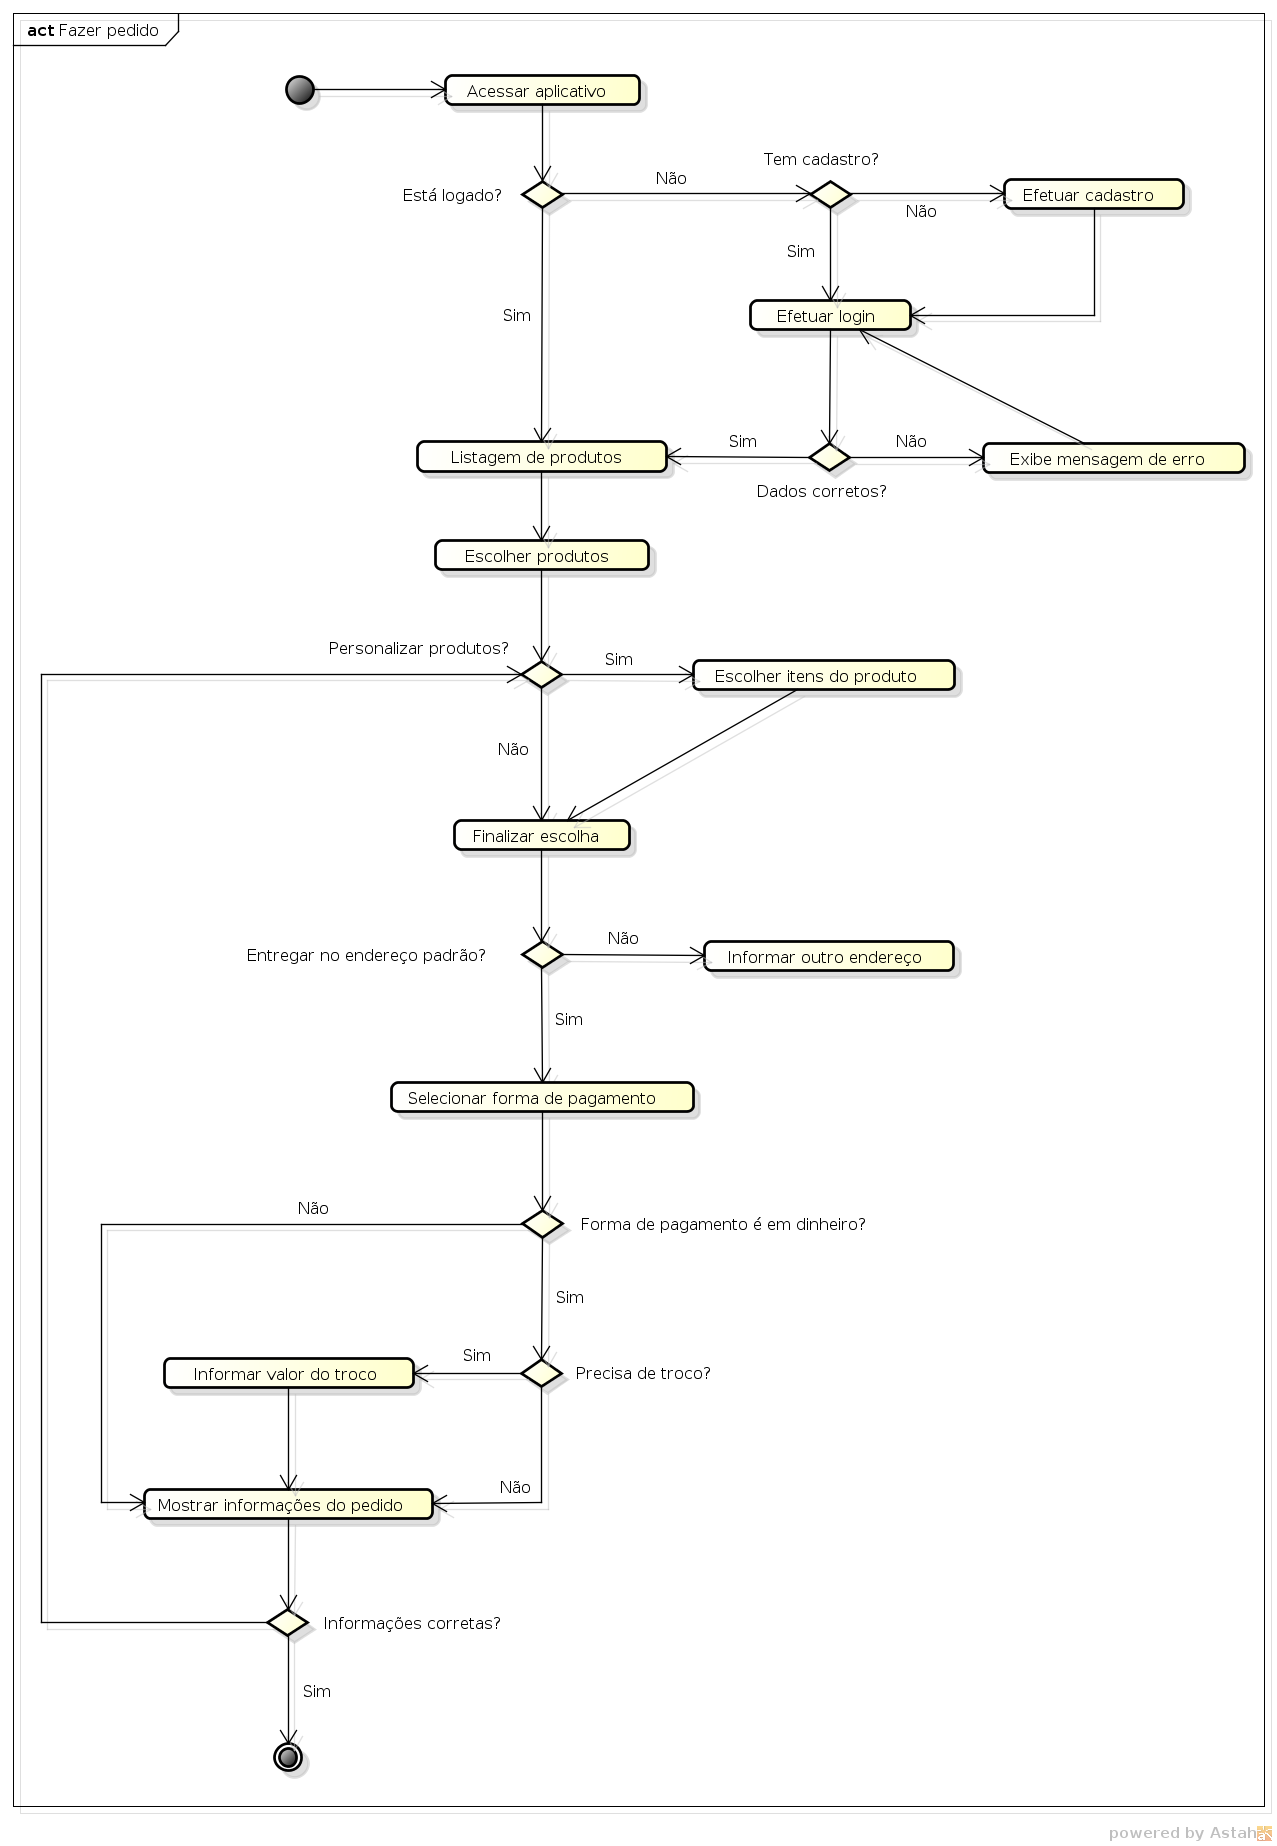 act Fazer pedido
Acessar aplicativo
Tem cadastro?
Está logado?
Não
Efetuar cadastro
Não
Sim
Sim
Efetuar login
Sim
Não
Listagem de produtos
Exibe mensagem de erro
Dados corretos?
Escolher produtos
Personalizar produtos?
Sim
Escolher itens do produto
Não
Finalizar escolha
Não
Entregar no endereço padrão?
Informar outro endereço
Sim
Selecionar forma de pagamento
Não
Forma de pagamento é em dinheiro?
Sim
Sim
Informar valor do troco
Precisa de troco?
Não
Mostrar informações do pedido
Informações corretas?
Sim
powered by Astah